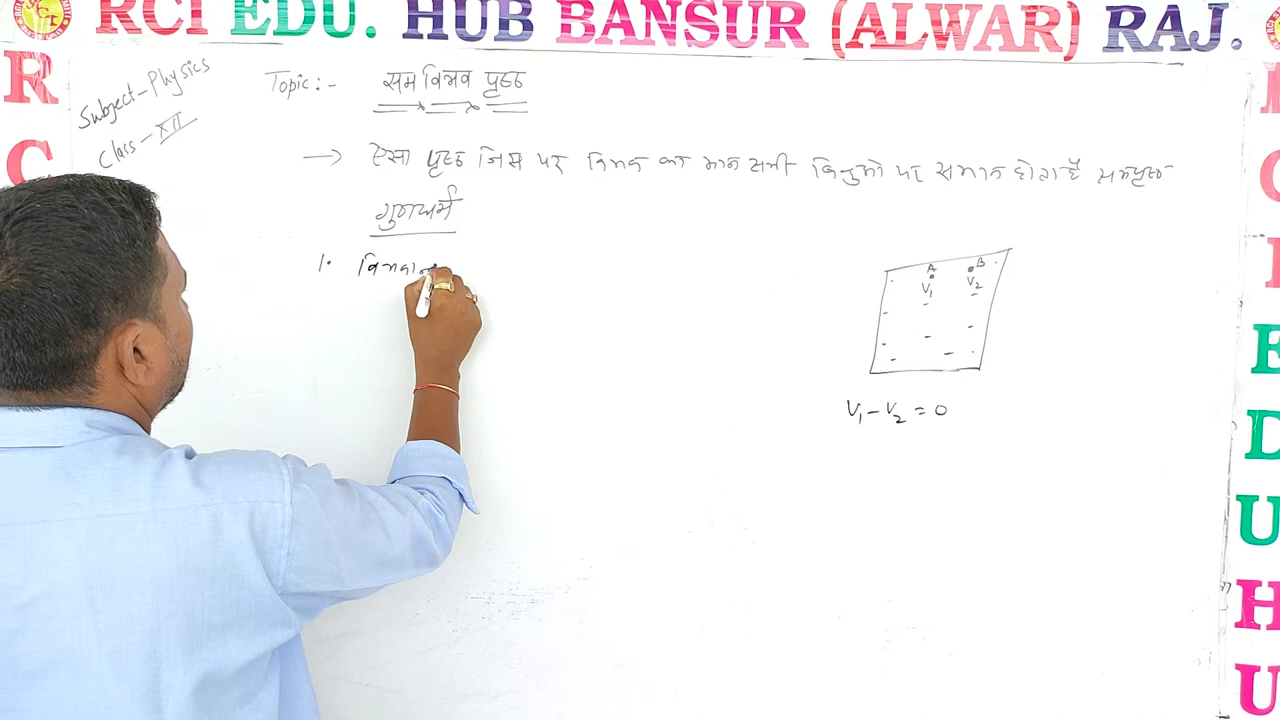 RCI EDU. HUB BANSUR (ALWAR) RAJ.
R
C
I
C
I
E
D
U
H
U
Subject-Physics
Class-XII
Topic:- सम विभव पृष्ठ
→ ऐसा पृष्ठ जिस पर विभव का मान सभी बिन्दुओ पर समान होता है समपृष्ठ
गुणधर्म
1. विभवा
A B
V₁ V₂
V₁-V₂ = 0